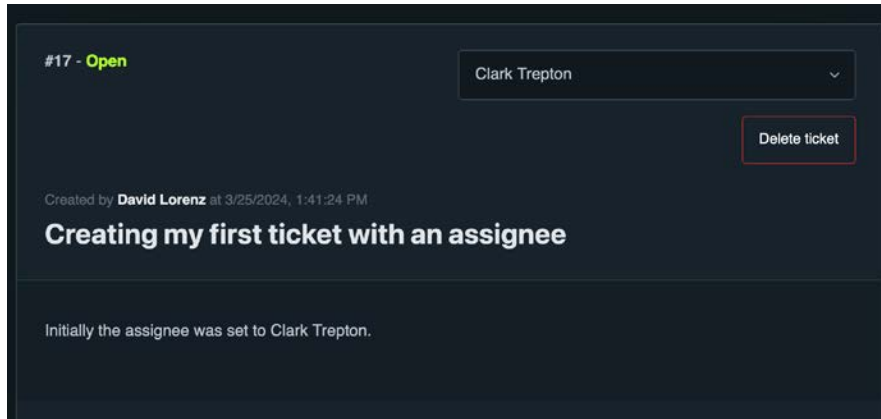 #17 - Open
Clark Trepton
Delete ticket
Created by David Lorenz at 3/25/2024, 1:41:24 PM
Creating my first ticket with an assignee
Initially the assignee was set to Clark Trepton.